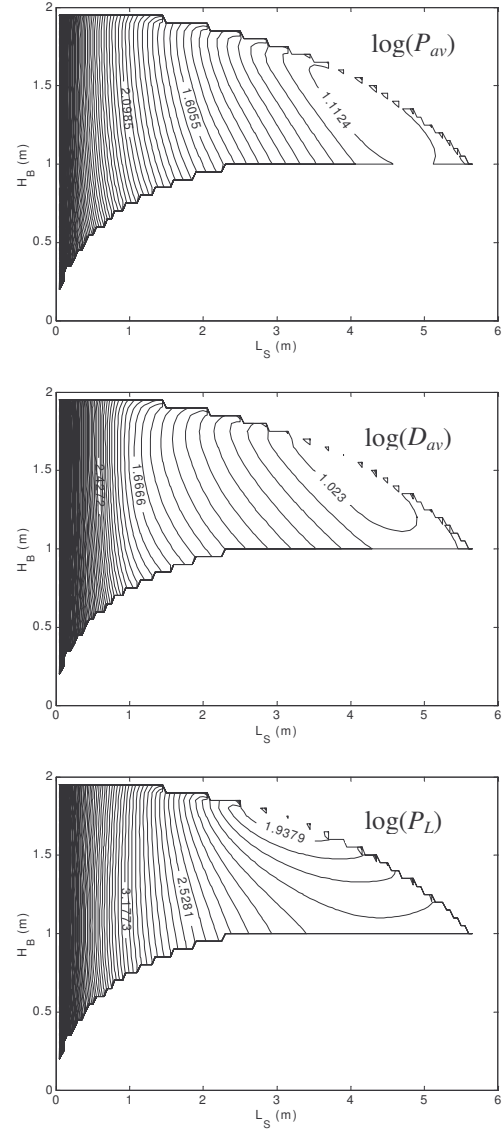 log(P_av)
2
1.5
1
0.5
0
H_B (m)
2.0985
1.6055
1.1124
0 1 2 3 4 5 6
L_S (m)
log(D_av)
2
1.5
1
0.5
0
H_B (m)
2.4272
1.6666
1.023
0 1 2 3 4 5 6
L_S (m)
log(P_L)
2
1.5
1
0.5
0
H_B (m)
3.1773
2.5281
1.9379
0 1 2 3 4 5 6
L_S (m)